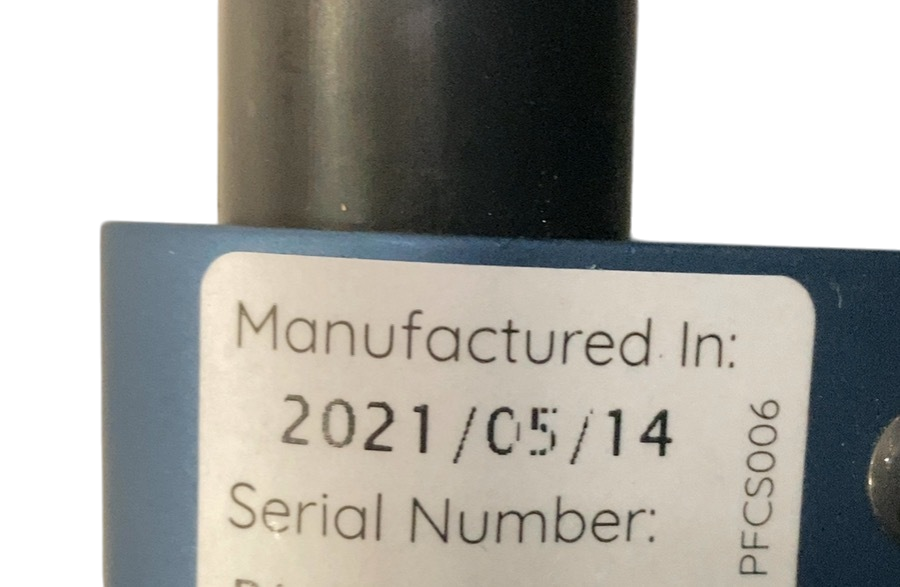 Manufactured In:
2021/05/14
Serial Number:
PFCS006